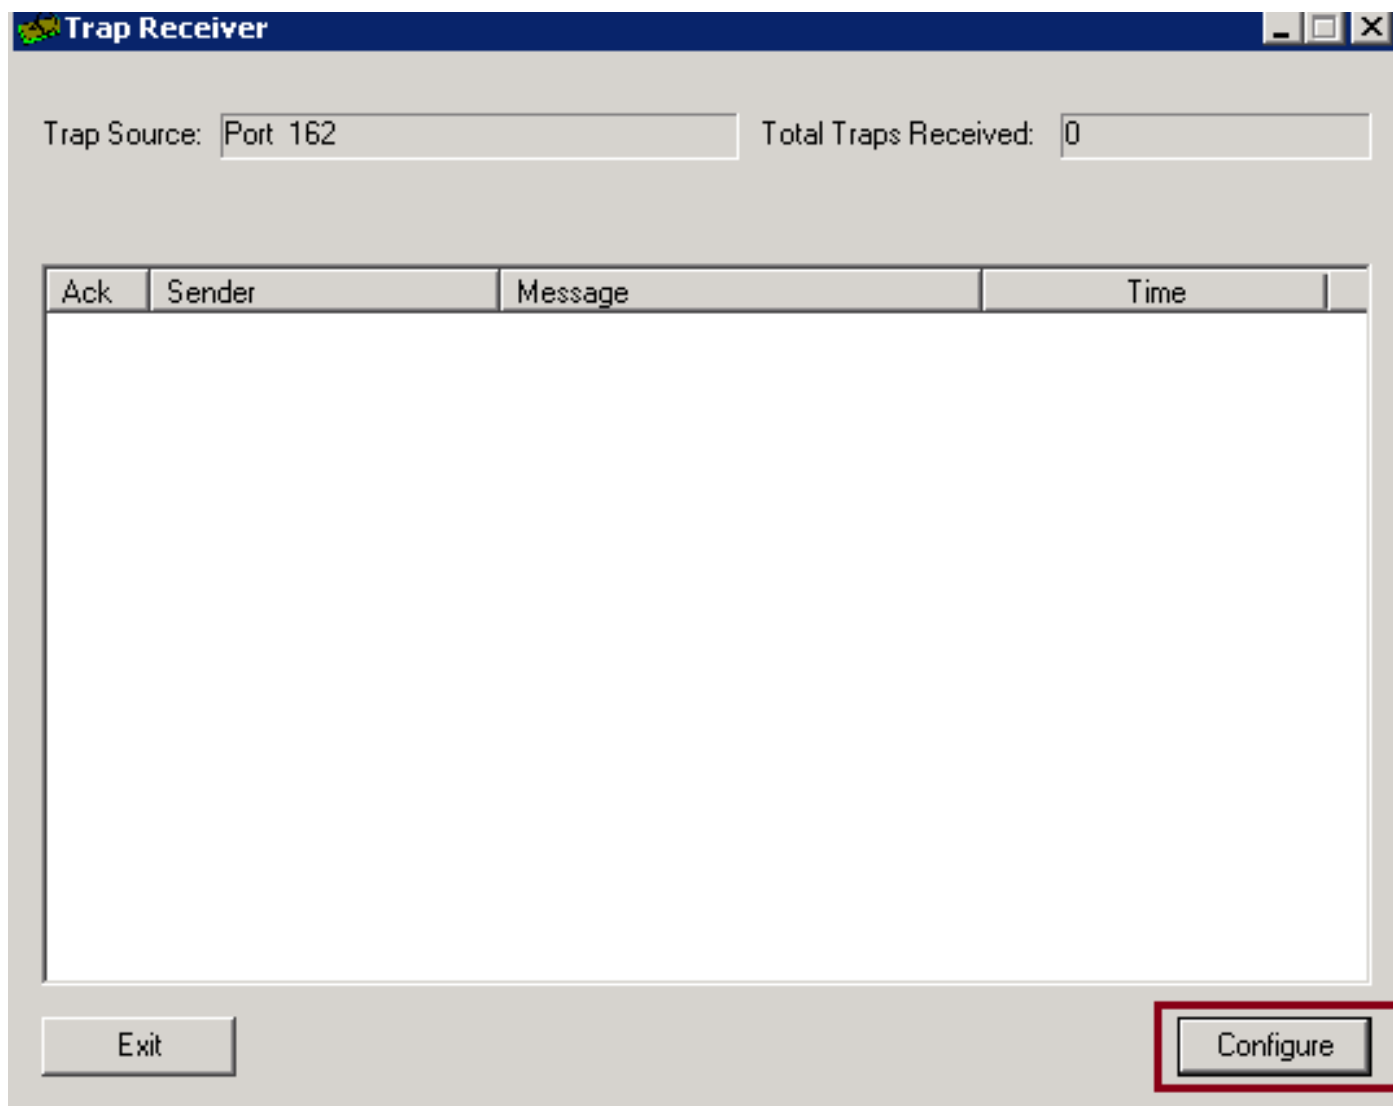 Trap Receiver
Trap Source: Port 162 Total Traps Received: 0
Ack Sender Message Time
Exit Configure